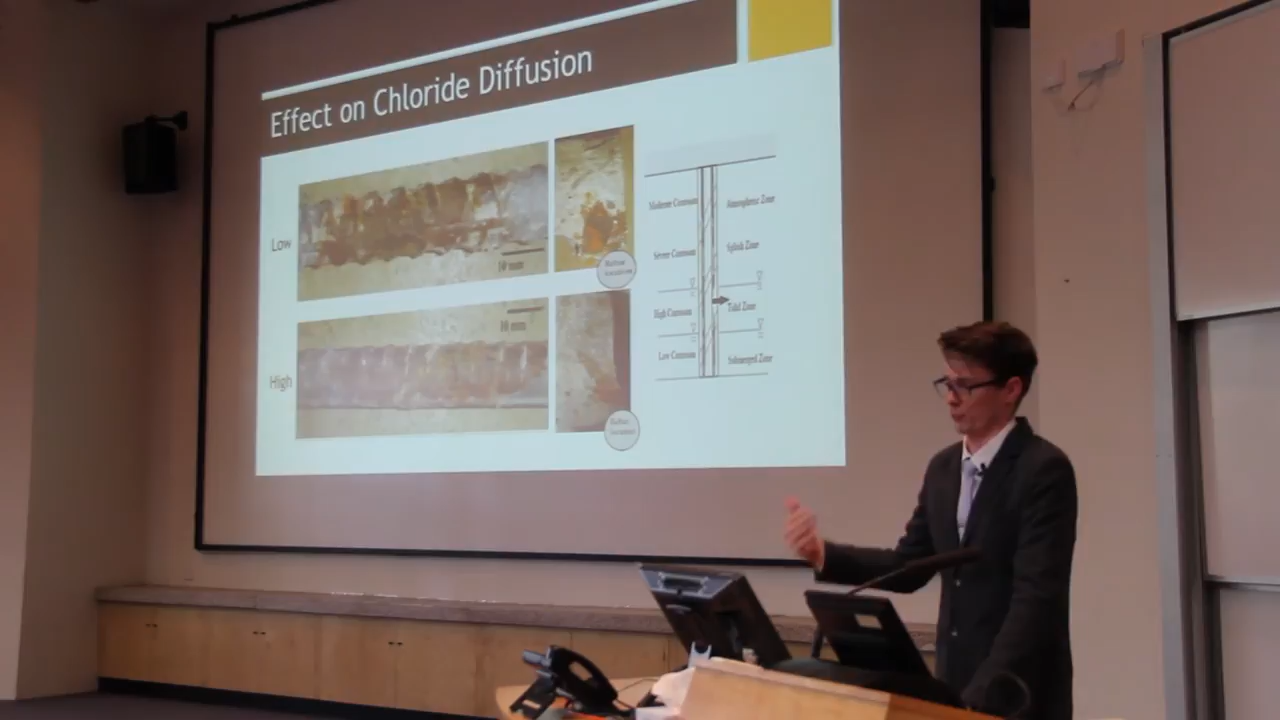 Effect on Chloride Diffusion
Low
10 mm
High
10 mm
Moderate Corrosion
Atmospheric Zone
Severe Corrosion
Splash Zone
High Corrosion
Tidal Zone
Low Corrosion
Submerged Zone